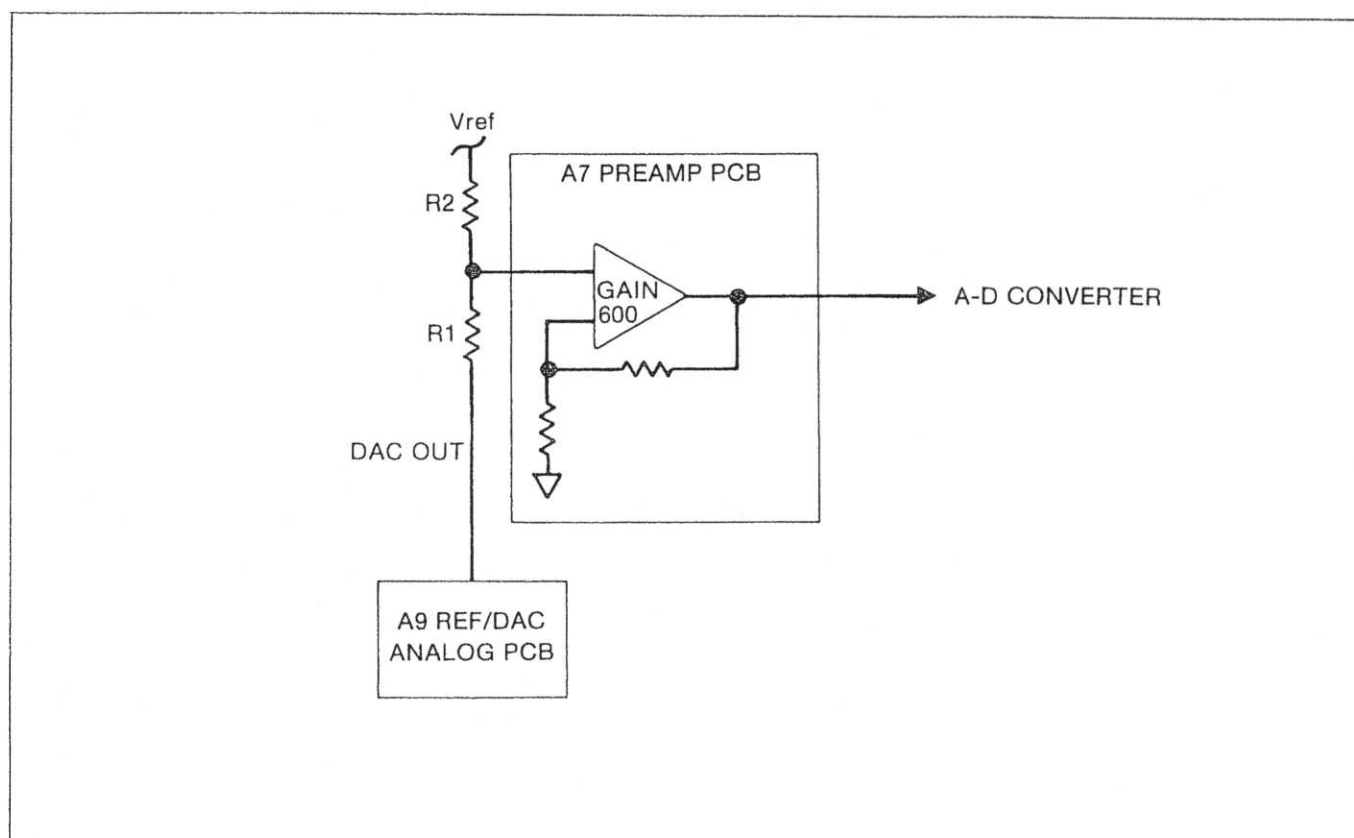 Vref
A7 PREAMP PCB
R2
GAIN
600
A-D CONVERTER
R1
DAC OUT
A9 REF/DAC
ANALOG PCB